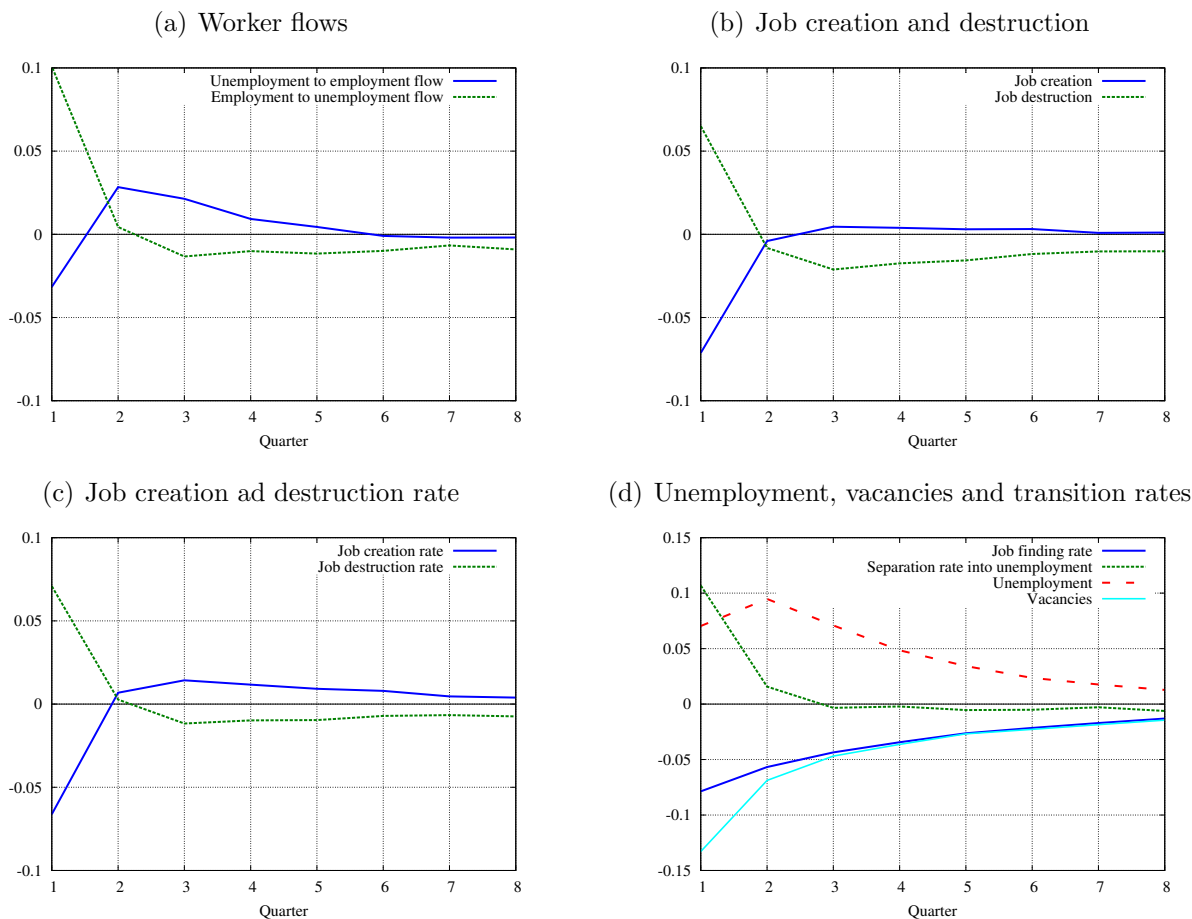 (a) Worker flows
0.1
0.05
0
-0.05
-0.1
Unemployment to employment flow
Employment to unemployment flow
1 2 3 4 5 6 7 8
Quarter
(b) Job creation and destruction
0.1
0.05
0
-0.05
-0.1
Job creation
Job destruction
1 2 3 4 5 6 7 8
Quarter
(c) Job creation ad destruction rate
0.1
0.05
0
-0.05
-0.1
Job creation rate
Job destruction rate
1 2 3 4 5 6 7 8
Quarter
(d) Unemployment, vacancies and transition rates
0.15
0.1
0.05
0
-0.05
-0.1
-0.15
Job finding rate
Separation rate into unemployment
Unemployment
Vacancies
1 2 3 4 5 6 7 8
Quarter